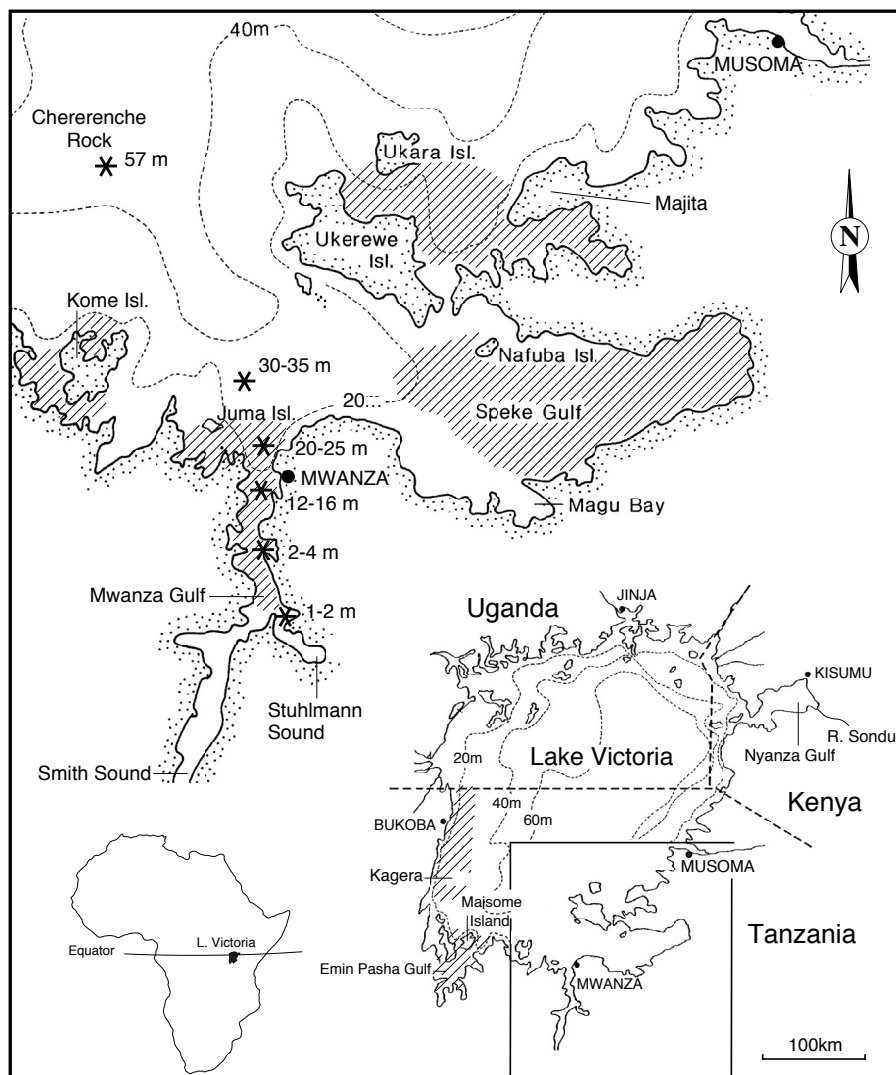 40m
MUSOMA
Chererenche
Rock
57 m
Ukara Isl.
Majita
N
Ukerewe
Isl.
Kome Isl.
Nafuba Isl.
30-35 m
20
Juma Isl.
Speke Gulf
20-25 m
MWANZA
12-16 m
Magu Bay
2-4 m
Mwanza Gulf
1-2 m
Stuhlmann
Sound
Smith Sound
JINJA
Uganda
KISUMU
R. Sondu
Nyanza Gulf
Lake Victoria
20m
40m
60m
Kenya
BUKOBA
MUSOMA
Kagera
Maisome
Island
Tanzania
Emin Pasha Gulf
MWANZA
Equator
L. Victoria
100km